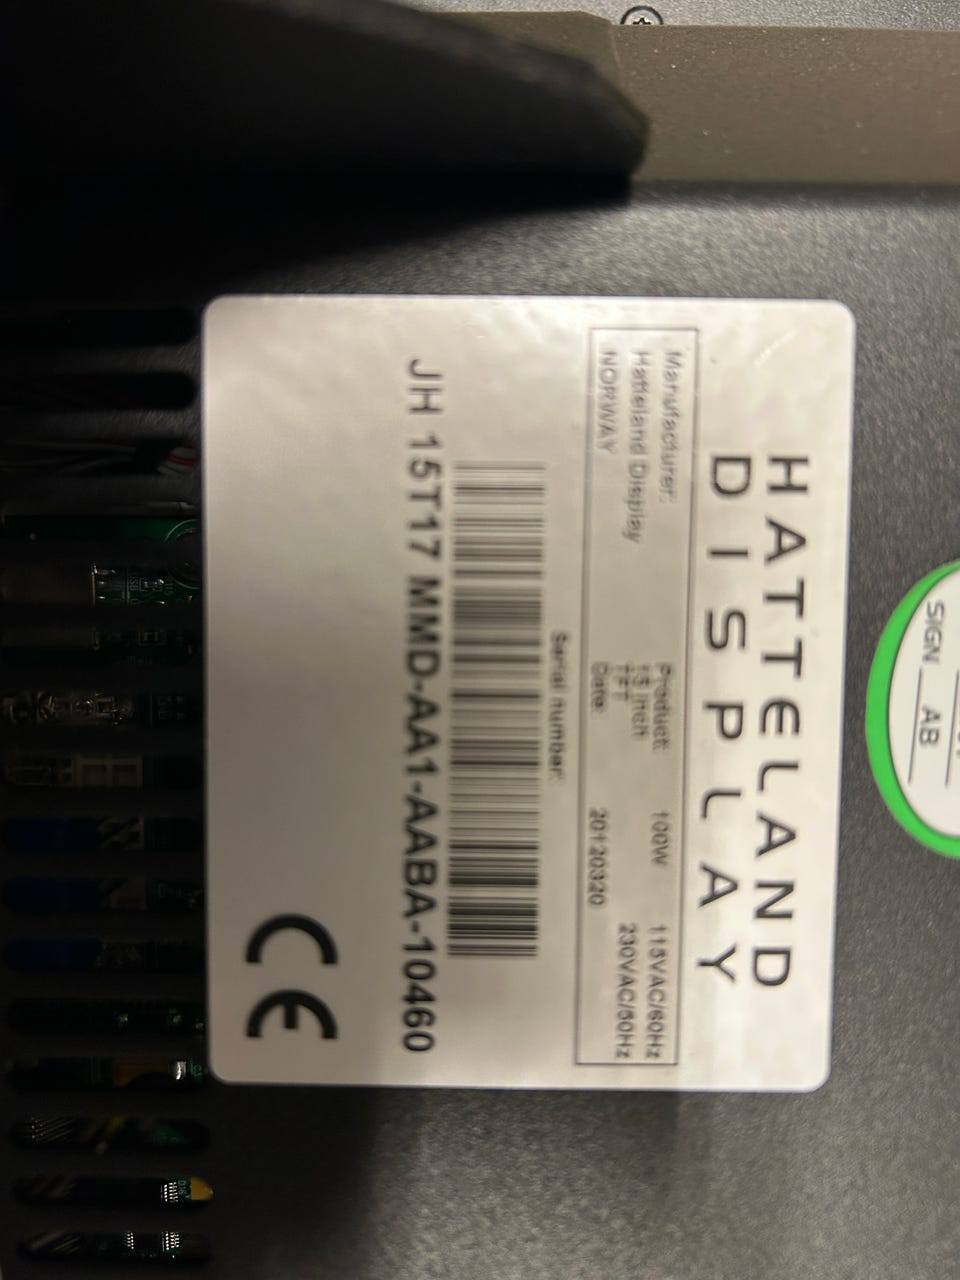 HATTELAND
DISPLAY
Manufacturer:
Hatteland Display
NORWAY
Product:
15 inch
TFT
Date:
100W
20120320
115VAC/60Hz
230VAC/50Hz
Serial number:
JH 15T17 MMD-AA1-AABA-10460
CE
SIGN AB